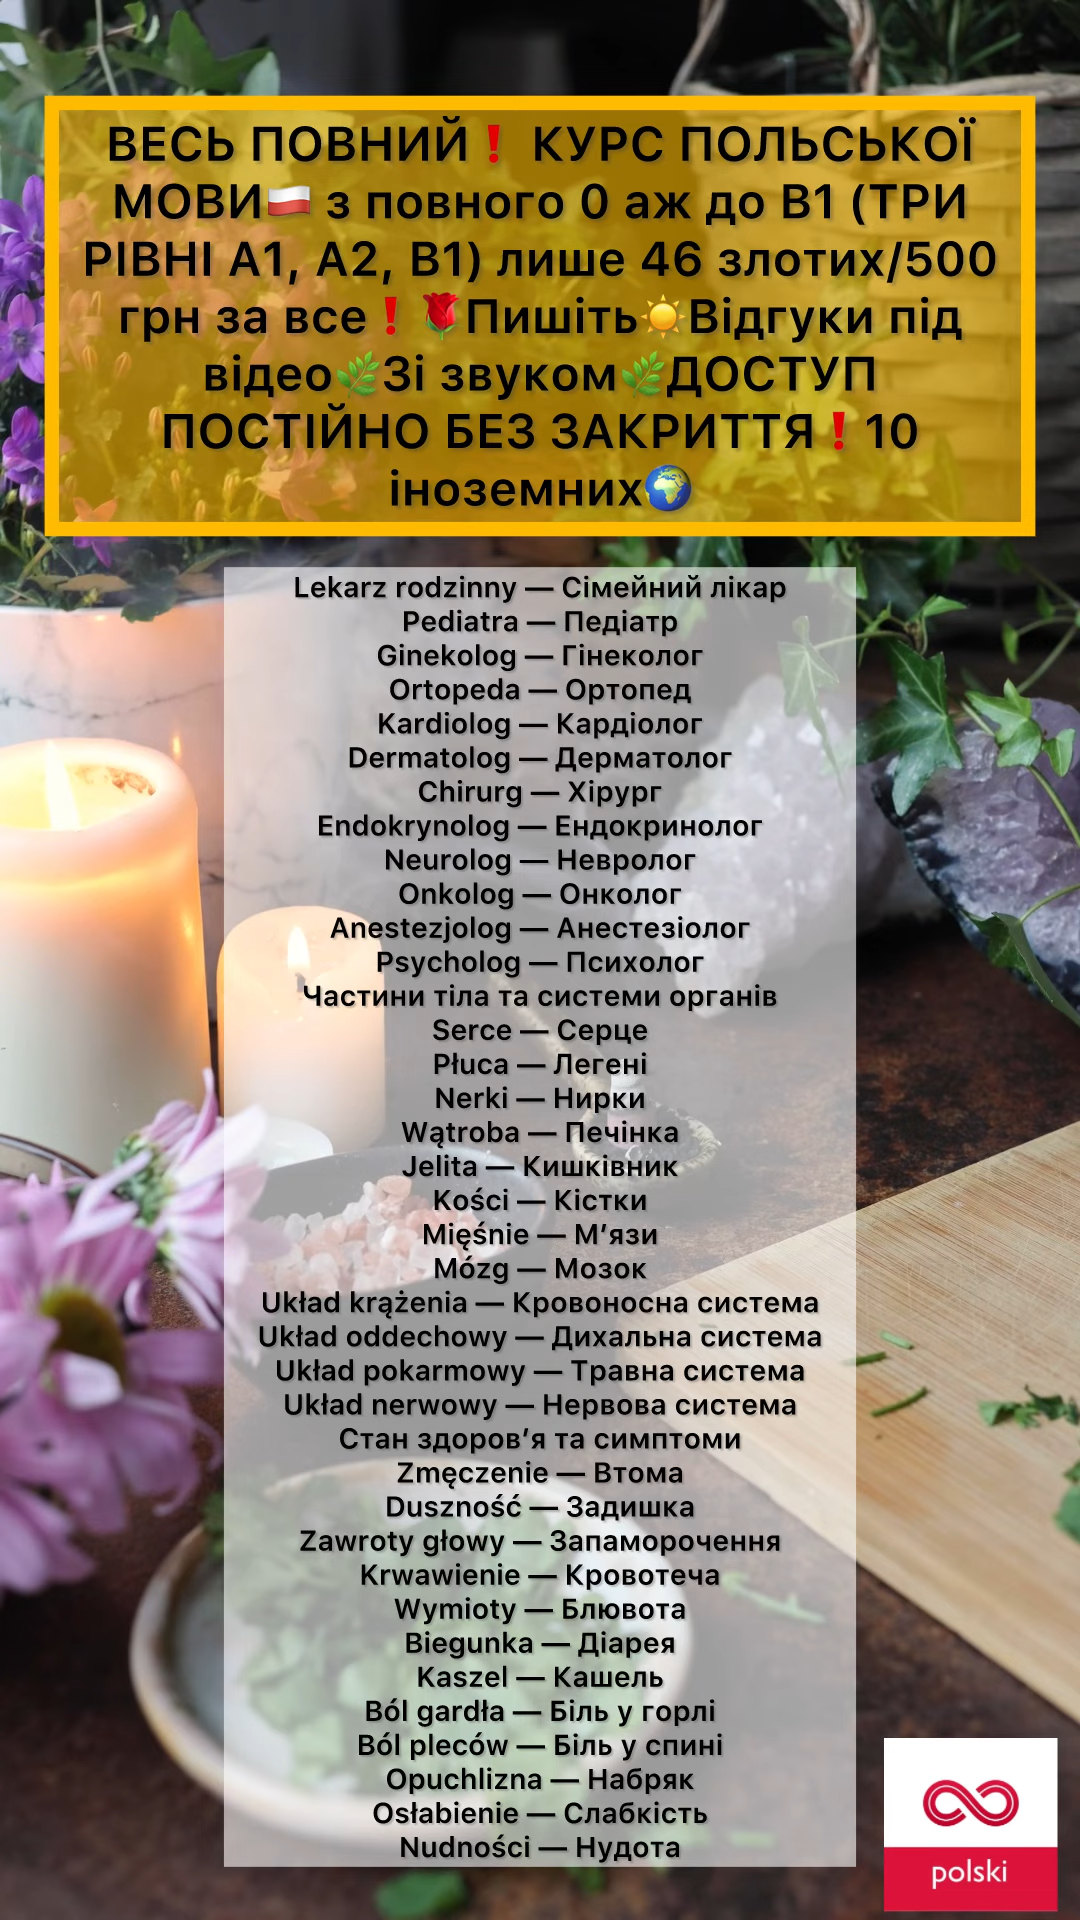 ВЕСЬ ПОВНИЙ❗ КУРС ПОЛЬСЬКОЇ
МОВИ🇵🇱 з повного 0 аж до В1 (ТРИ
РІВНІ А1, А2, В1) лише 46 злотих/500
грн за все❗🌹Пишіть☀️Відгуки під
відео🌿Зі звуком🌿ДОСТУП
ПОСТІЙНО БЕЗ ЗАКРИТТЯ❗10
іноземних🌍
Lekarz rodzinny — Сімейний лікар
Pediatra — Педіатр
Ginekolog — Гінеколог
Ortopeda — Ортопед
Kardiolog — Кардіолог
Dermatolog — Дерматолог
Chirurg — Хірург
Endokrynolog — Ендокринолог
Neurolog — Невролог
Onkolog — Онколог
Anestezjolog — Анестезіолог
Psycholog — Психолог
Частини тіла та системи органів
Serce — Серце
Płuca — Легені
Nerki — Нирки
Wątroba — Печінка
Jelita — Кишківник
Kości — Кістки
Mięśnie — М’язи
Mózg — Мозок
Układ krążenia — Кровоносна система
Układ oddechowy — Дихальна система
Układ pokarmowy — Травна система
Układ nerwowy — Нервова система
Стан здоров’я та симптоми
Zmęczenie — Втома
Duszność — Задишка
Zawroty głowy — Запаморочення
Krwawienie — Кровотеча
Wymioty — Блювота
Biegunka — Діарея
Kaszel — Кашель
Ból gardła — Біль у горлі
Ból pleców — Біль у спині
Opuchlizna — Набряк
Osłabienie — Слабкість
Nudności — Нудота
polski